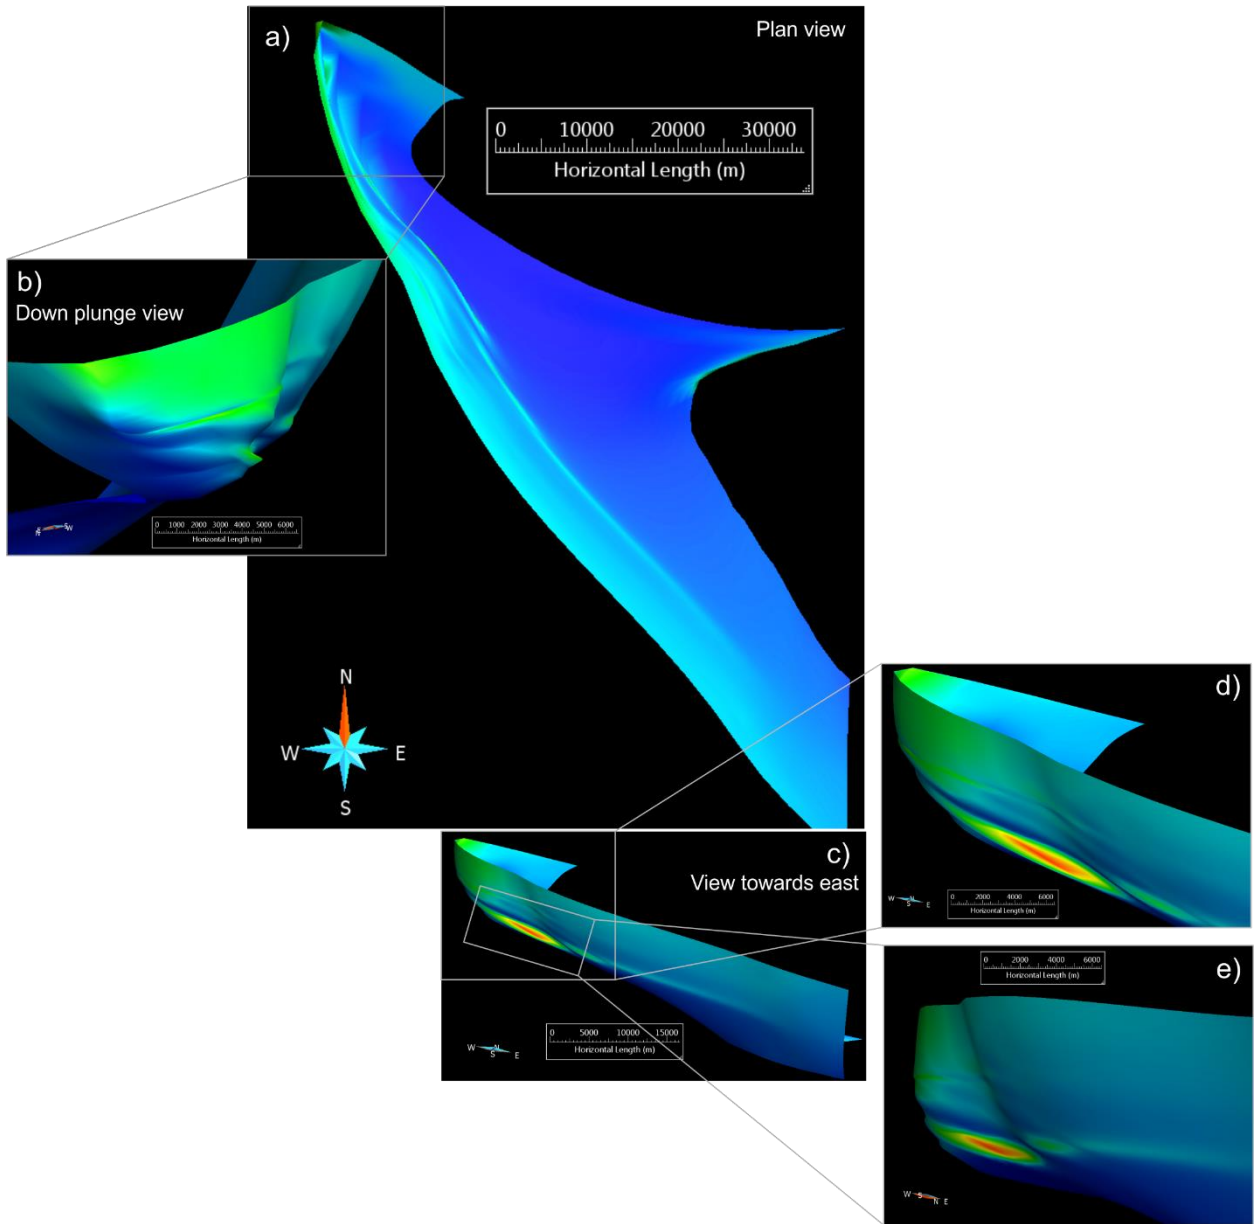 a)
Plan view
0 10000 20000 30000
Horizontal Length (m)
b)
Down plunge view
0 1000 2000 3000 4000 5000 6000
Horizontal Length (m)
W
N
W E
S
c)
View towards east
0 5000 10000 15000
Horizontal Length (m)
W N
S E
d)
0 2000 4000 6000
Horizontal Length (m)
W N
S E
e)
0 2000 4000 6000
Horizontal Length (m)
W S
N E